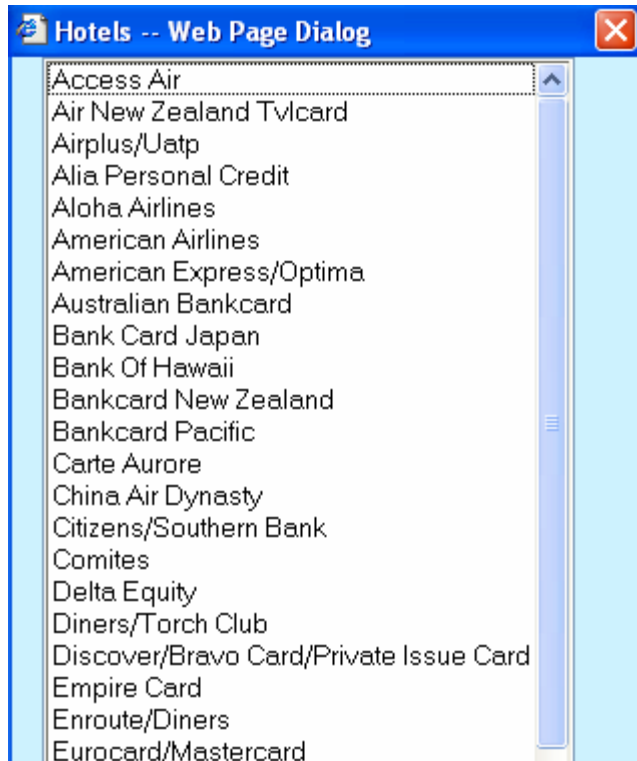 Hotels -- Web Page Dialog
Access Air
Air New Zealand Tvlcard
Airplus/Uatp
Alia Personal Credit
Aloha Airlines
American Airlines
American Express/Optima
Australian Bankcard
Bank Card Japan
Bank Of Hawaii
Bankcard New Zealand
Bankcard Pacific
Carte Aurore
China Air Dynasty
Citizens/Southern Bank
Comites
Delta Equity
Diners/Torch Club
Discover/Bravo Card/Private Issue Card
Empire Card
Enroute/Diners
Eurocard/Mastercard